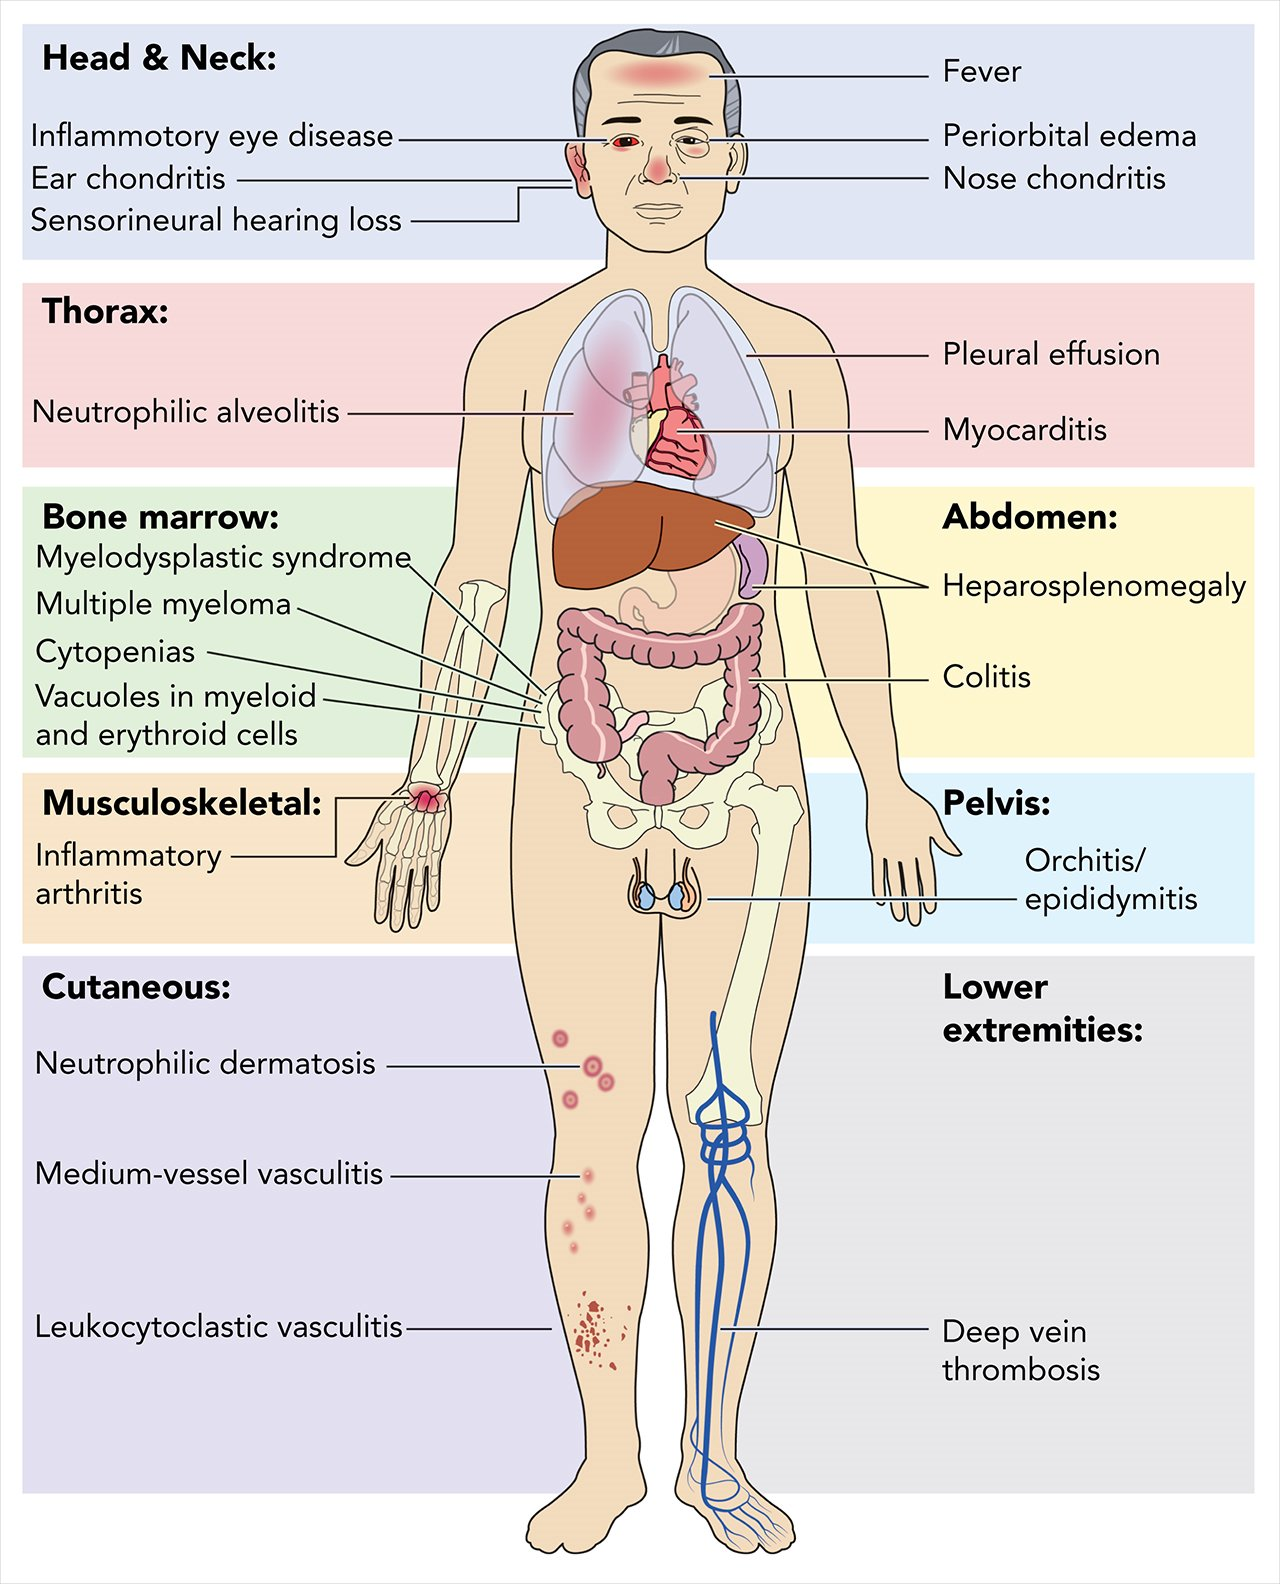 Head & Neck:
Fever
Inflammotory eye disease
Periorbital edema
Ear chondritis
Nose chondritis
Sensorineural hearing loss
Thorax:
Pleural effusion
Neutrophilic alveolitis
Myocarditis
Bone marrow:
Myelodysplastic syndrome
Multiple myeloma
Cytopenias
Vacuoles in myeloid
and erythroid cells
Abdomen:
Heparosplenomegaly
Colitis
Musculoskeletal:
Inflammatory
arthritis
Pelvis:
Orchitis/
epididymitis
Cutaneous:
Neutrophilic dermatosis
Medium-vessel vasculitis
Leukocytoclastic vasculitis
Lower
extremities:
Deep vein
thrombosis